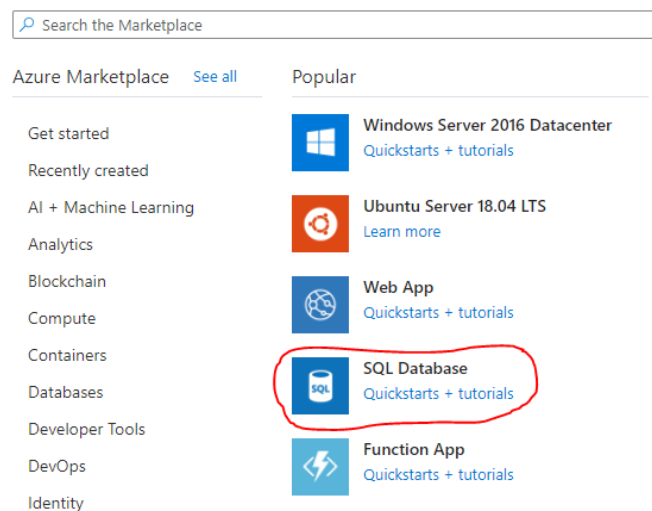 Search the Marketplace
Azure Marketplace See all
Get started
Recently created
AI + Machine Learning
Analytics
Blockchain
Compute
Containers
Databases
Developer Tools
DevOps
Identity
Popular
Windows Server 2016 Datacenter
Quickstarts + tutorials
Ubuntu Server 18.04 LTS
Learn more
Web App
Quickstarts + tutorials
SQL
SQL Database
Quickstarts + tutorials
Function App
Quickstarts + tutorials